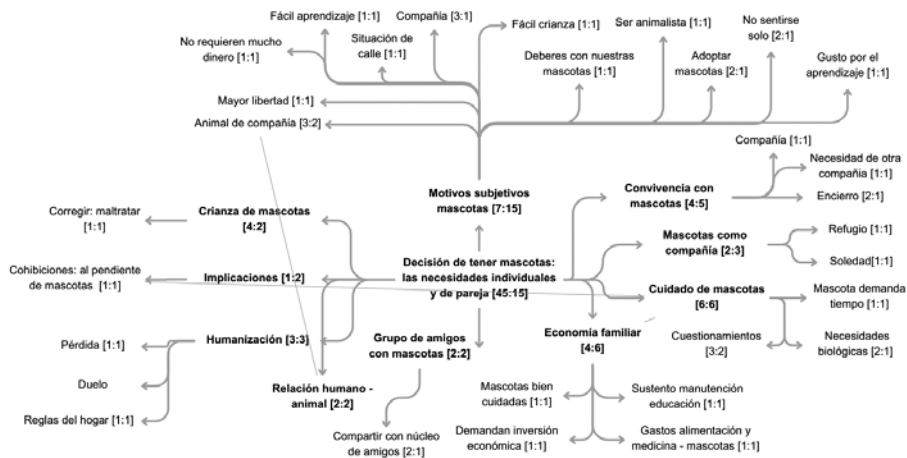 Fácil aprendizaje [1:1]
Compañía [3:1]
Fácil crianza [1:1]
Ser animalista [1:1]
No sentirse
solo [2:1]
No requieren mucho
dinero [1:1]
Situación de
calle [1:1]
Deberes con nuestras
mascotas [1:1]
Adoptar
mascotas [2:1]
Gusto por el
aprendizaje [1:1]
Mayor libertad [1:1]
Animal de compañía [3:2]
Compañía [1:1]
Necesidad de otra
compañia [1:1]
Encierro [2:1]
Motivos subjetivos
mascotas [7:15]
Convivencia con
mascotas [4:5]
Corregir: maltratar
[1:1]
Crianza de mascotas
[4:2]
Mascotas como
compañía [2:3]
Refugio [1:1]
Soledad[1:1]
Decisión de tener mascotas:
las necesidades individuales
y de pareja [45:15]
Cohibiciones: al pendiente
de mascotas [1:1]
Implicaciones [1:2]
Cuidado de mascotas
[6:6]
Mascota demanda
tiempo [1:1]
Cuestionamientos
[3:2]
Necesidades
biológicas [2:1]
Humanización [3:3]
Pérdida [1:1]
Duelo
Reglas del hogar [1:1]
Grupo de amigos
con mascotas [2:2]
Economia familiar
[4:6]
Relación humano -
animal [2:2]
Compartir con núcleo
de amigos [2:1]
Mascotas bien
cuidadas [1:1]
Sustento manutención
educación [1:1]
Demandan inversión
económica [1:1]
Gastos alimentación y
medicina - mascotas [1:1]